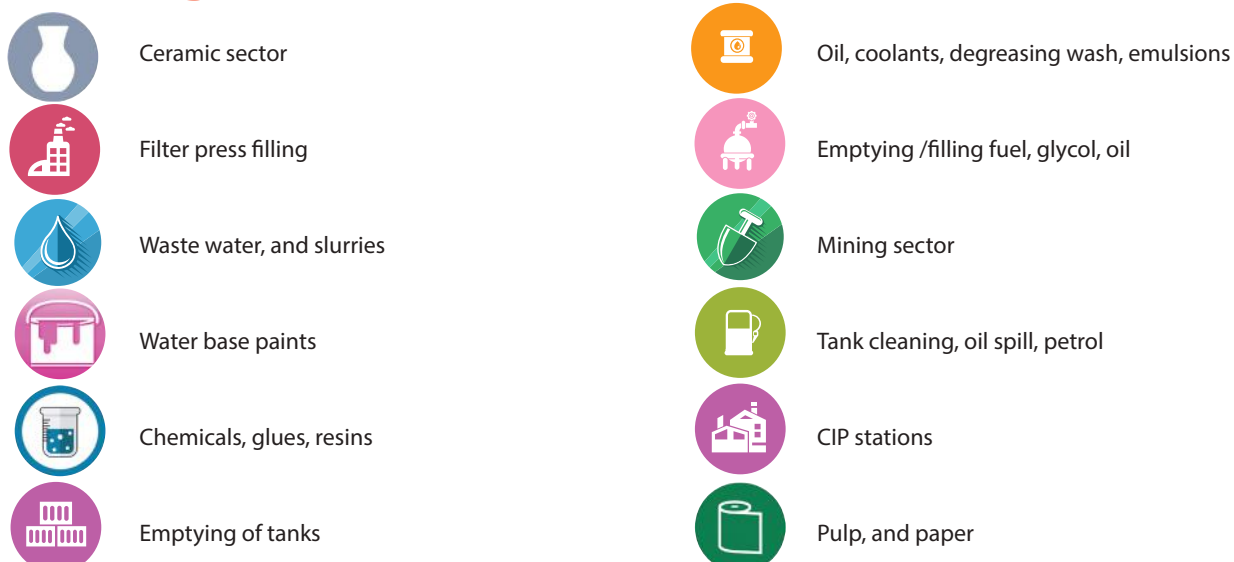 Ceramic sector
Filter press filling
Waste water, and slurries
Water base paints
Chemicals, glues, resins
Emptying of tanks
Oil, coolants, degreasing wash, emulsions
Emptying /filling fuel, glycol, oil
Mining sector
Tank cleaning, oil spill, petrol
CIP stations
Pulp, and paper